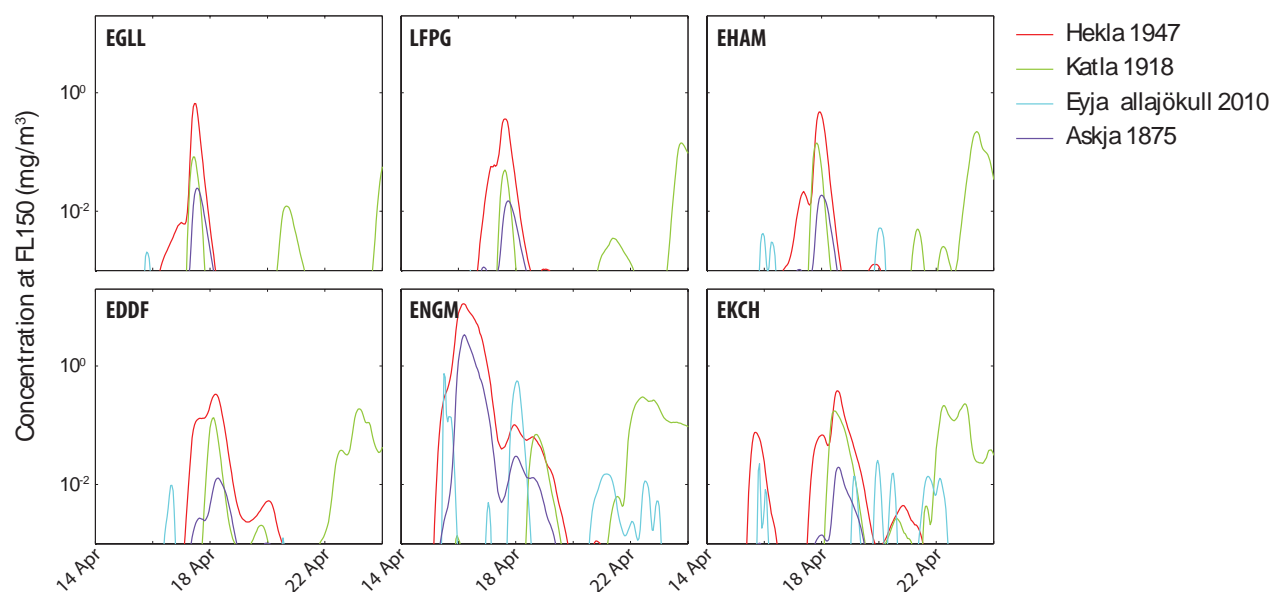 EGLL
LFPG
EHAM
Hekla 1947
Katla 1918
Eyja allajökull 2010
Askja 1875
10⁰
10⁻²
Concentration at FL150 (mg/m³)
EDDF
ENGM
EKCH
10⁰
10⁻²
14 Apr
18 Apr
22 Apr
14 Apr
18 Apr
22 Apr
14 Apr
18 Apr
22 Apr